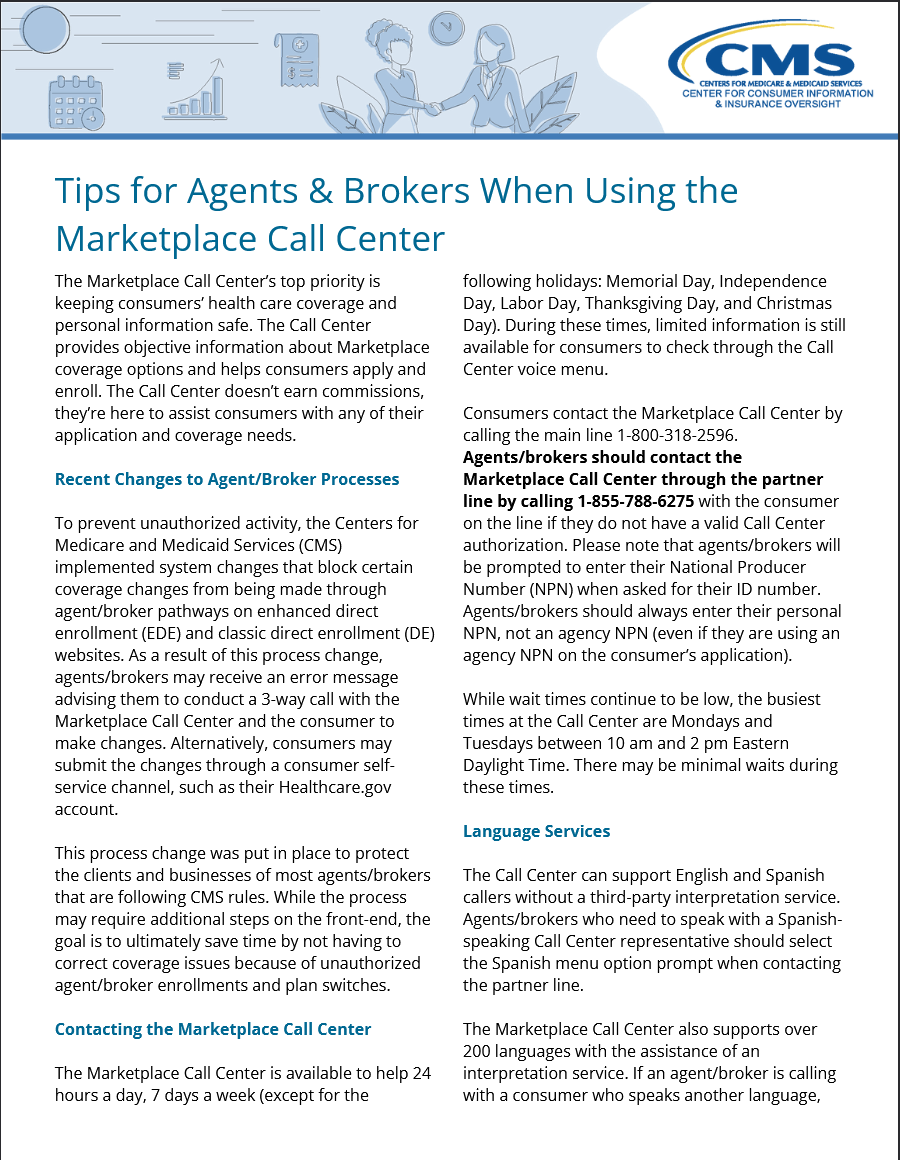 CMS
CENTERS FOR MEDICARE & MEDICAID SERVICES
CENTER FOR CONSUMER INFORMATION
& INSURANCE OVERSIGHT
Tips for Agents & Brokers When Using the
Marketplace Call Center
The Marketplace Call Center’s top priority is
keeping consumers’ health care coverage and
personal information safe. The Call Center
provides objective information about Marketplace
coverage options and helps consumers apply and
enroll. The Call Center doesn’t earn commissions,
they’re here to assist consumers with any of their
application and coverage needs.
Recent Changes to Agent/Broker Processes
To prevent unauthorized activity, the Centers for
Medicare and Medicaid Services (CMS)
implemented system changes that block certain
coverage changes from being made through
agent/broker pathways on enhanced direct
enrollment (EDE) and classic direct enrollment (DE)
websites. As a result of this process change,
agents/brokers may receive an error message
advising them to conduct a 3-way call with the
Marketplace Call Center and the consumer to
make changes. Alternatively, consumers may
submit the changes through a consumer self-
service channel, such as their Healthcare.gov
account.
This process change was put in place to protect
the clients and businesses of most agents/brokers
that are following CMS rules. While the process
may require additional steps on the front-end, the
goal is to ultimately save time by not having to
correct coverage issues because of unauthorized
agent/broker enrollments and plan switches.
Contacting the Marketplace Call Center
The Marketplace Call Center is available to help 24
hours a day, 7 days a week (except for the
following holidays: Memorial Day, Independence
Day, Labor Day, Thanksgiving Day, and Christmas
Day). During these times, limited information is still
available for consumers to check through the Call
Center voice menu.
Consumers contact the Marketplace Call Center by
calling the main line 1-800-318-2596.
Agents/brokers should contact the
Marketplace Call Center through the partner
line by calling 1-855-788-6275 with the consumer
on the line if they do not have a valid Call Center
authorization. Please note that agents/brokers will
be prompted to enter their National Producer
Number (NPN) when asked for their ID number.
Agents/brokers should always enter their personal
NPN, not an agency NPN (even if they are using an
agency NPN on the consumer’s application).
While wait times continue to be low, the busiest
times at the Call Center are Mondays and
Tuesdays between 10 am and 2 pm Eastern
Daylight Time. There may be minimal waits during
these times.
Language Services
The Call Center can support English and Spanish
callers without a third-party interpretation service.
Agents/brokers who need to speak with a Spanish-
speaking Call Center representative should select
the Spanish menu option prompt when contacting
the partner line.
The Marketplace Call Center also supports over
200 languages with the assistance of an
interpretation service. If an agent/broker is calling
with a consumer who speaks another language,